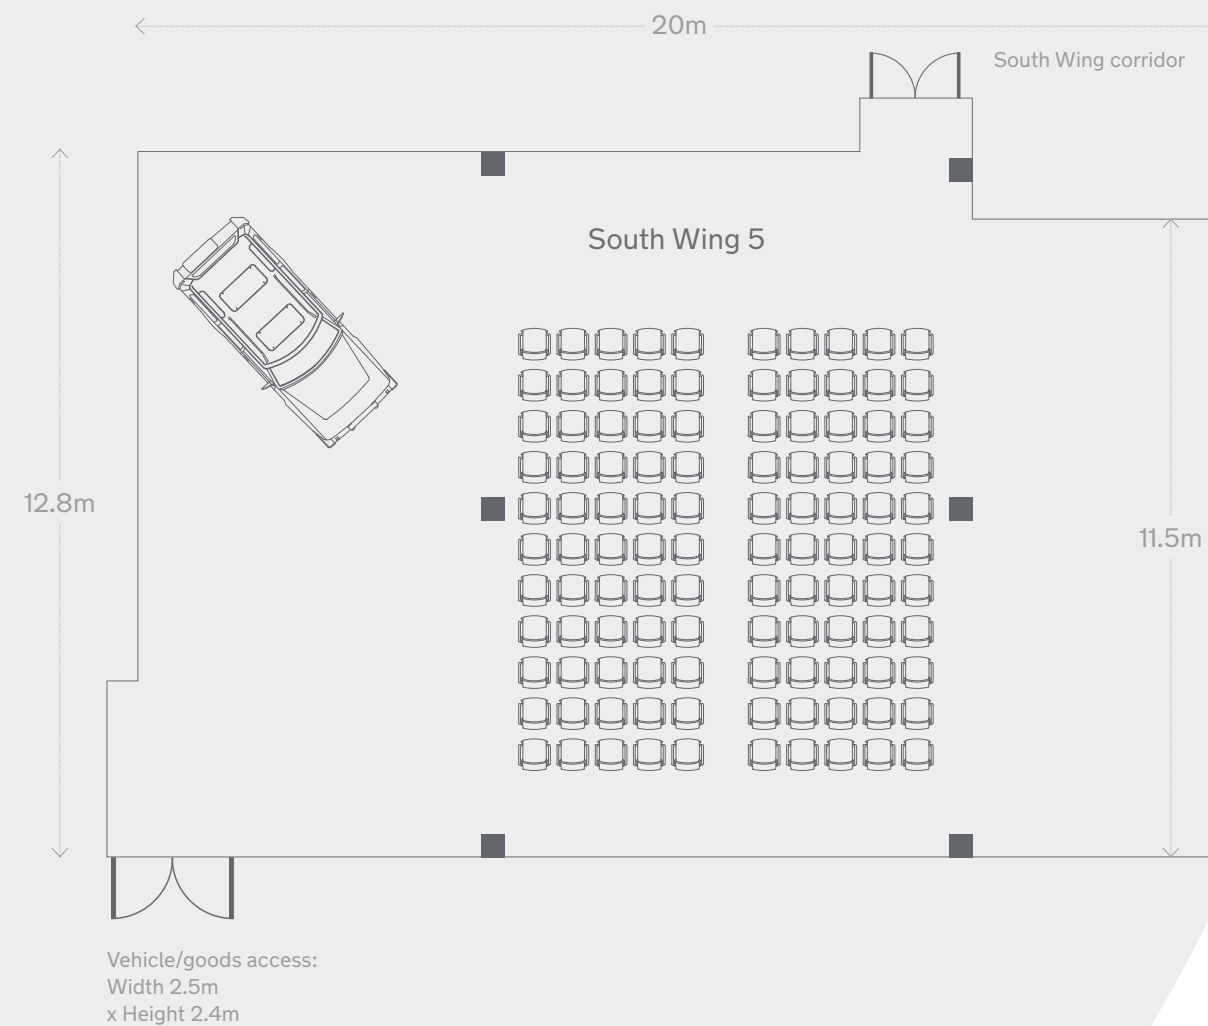 20m
South Wing corridor
South Wing 5
12.8m
11.5m
Vehicle/goods access:
Width 2.5m
x Height 2.4m